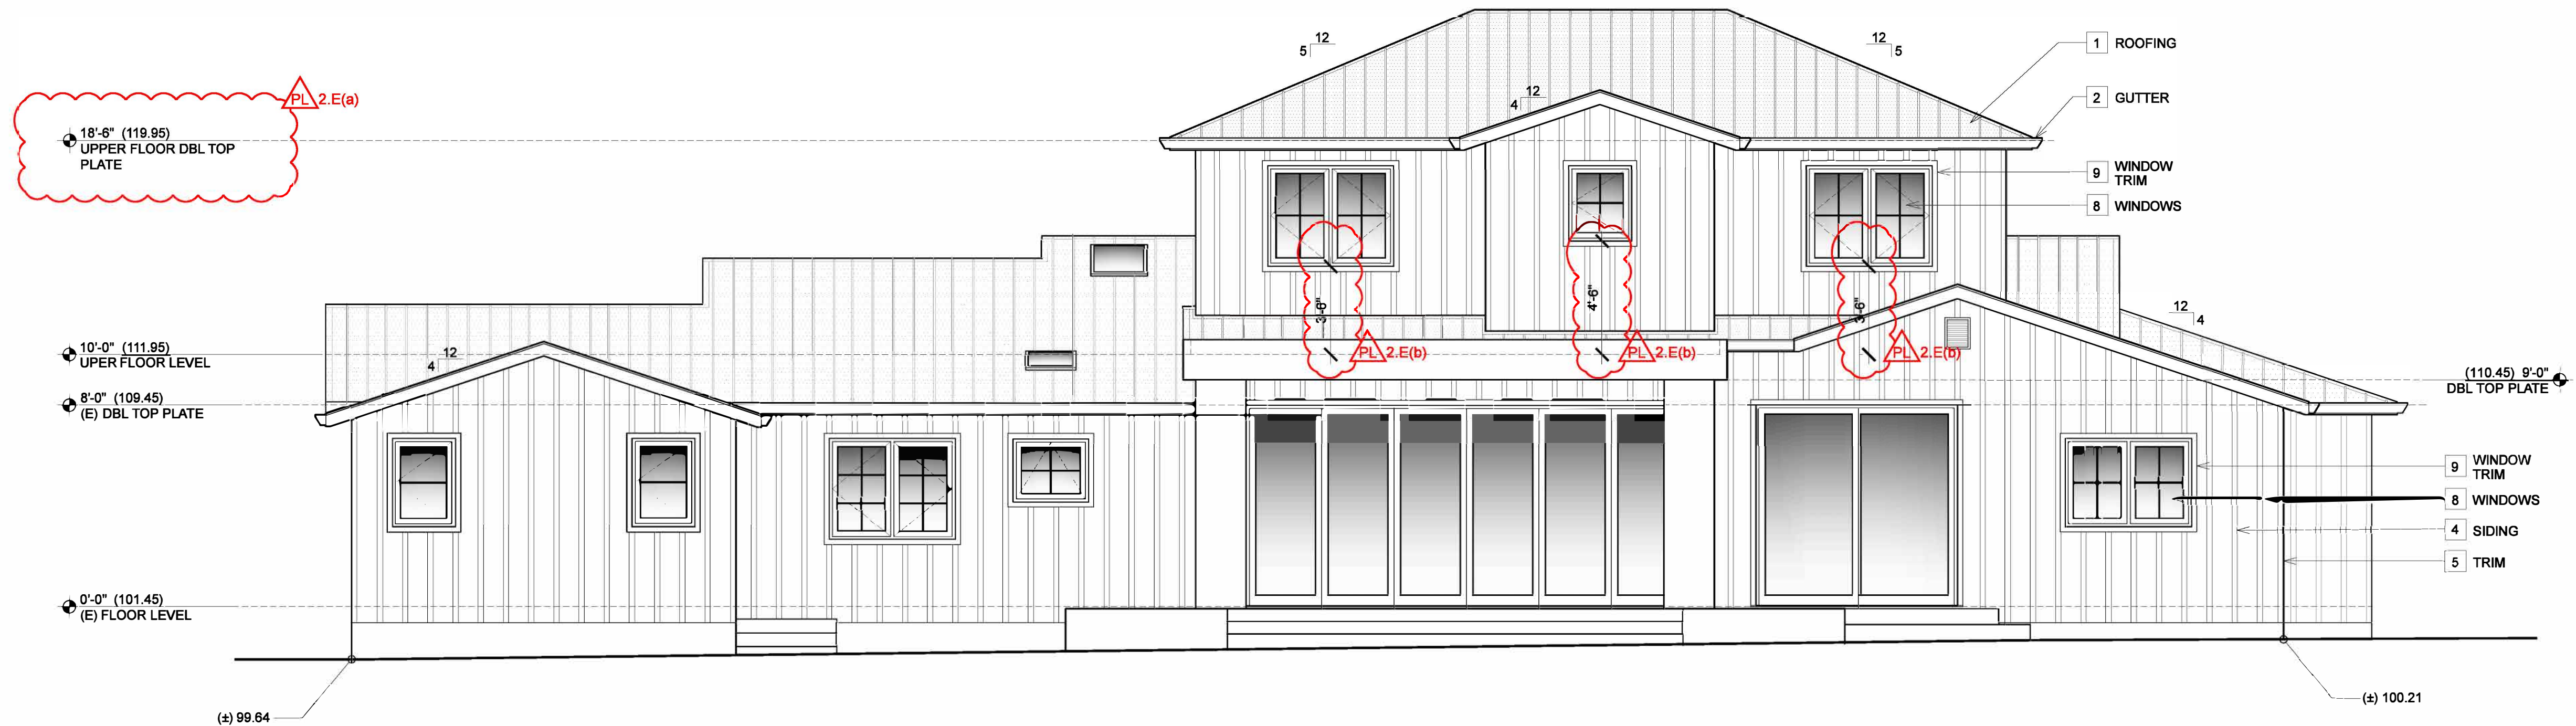 12
5
12
5
1 ROOFING
PL 2.E(a)
12
4
2 GUTTER
18'-6" (119.95)
UPPER FLOOR DBL TOP
PLATE
9 WINDOW
TRIM
8 WINDOWS
3'-6"
4'-6"
3'-6"
12
4
10'-0" (111.95)
UPER FLOOR LEVEL
12
4
PL 2.E(b)
PL 2.E(b)
PL 2.E(b)
(110.45) 9'-0"
DBL TOP PLATE
8'-0" (109.45)
(E) DBL TOP PLATE
9 WINDOW
TRIM
8 WINDOWS
4 SIDING
5 TRIM
0'-0" (101.45)
(E) FLOOR LEVEL
(±) 99.64
(±) 100.21